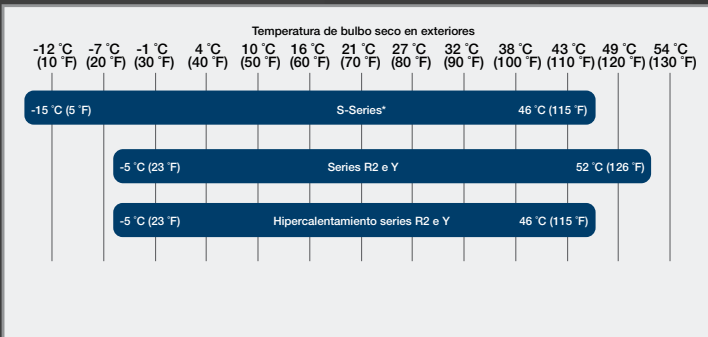 Temperatura de bulbo seco en exteriores
-12 °C -7 °C -1 °C 4 °C 10 °C 16 °C 21 °C 27 °C 32 °C 38 °C 43 °C 49 °C 54 °C
(10 °F) (20 °F) (30 °F) (40 °F) (50 °F) (60 °F) (70 °F) (80 °F) (90 °F) (100 °F) (110 °F) (120 °F) (130 °F)
-15 °C (5 °F) S-Series* 46 °C (115 °F)
-5 °C (23 °F) Series R2 e Y 52 °C (126 °F)
-5 °C (23 °F) Hipercalentamiento series R2 e Y 46 °C (115 °F)